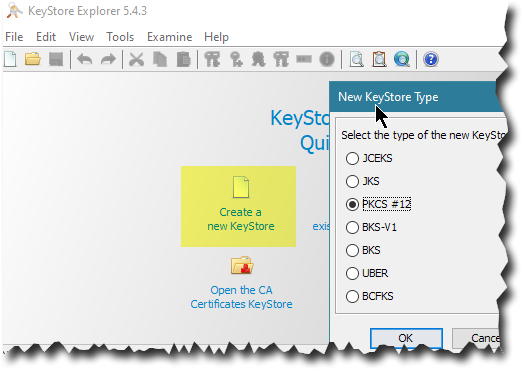 KeyStore Explorer 5.4.3
File Edit View Tools Examine Help
New KeyStore Type
KeySto
Qui
Select the type of the new KeySto
JCEKS
JKS
PKCS #12
Create a
new KeyStore
exis
BKS-V1
BKS
UBER
Open the CA
Certificates KeyStore
BCFKS
OK
Cance